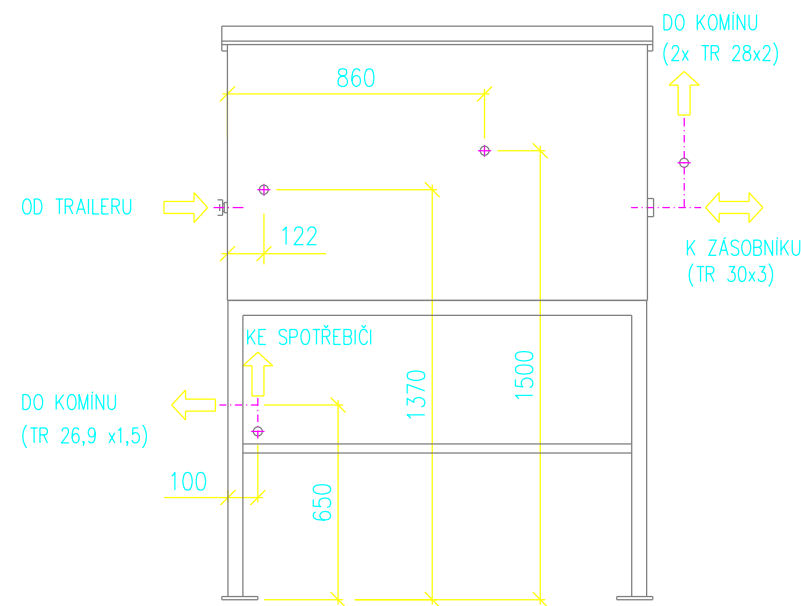 DO KOMÍNU
(2x TR 28x2)
860
OD TRAILERU
122
K ZÁSOBNÍKU
(TR 30x3)
KE SPOTŘEBIČI
1370
1500
DO KOMÍNU
(TR 26,9 x1,5)
100
650